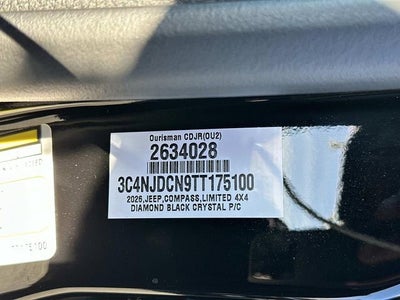 Ourisman CDJR(OU2)
2634028
3C4NJDCN9TT175100
2026,JEEP,COMPASS,LIMITED 4X4
DIAMOND BLACK CRYSTAL P/C